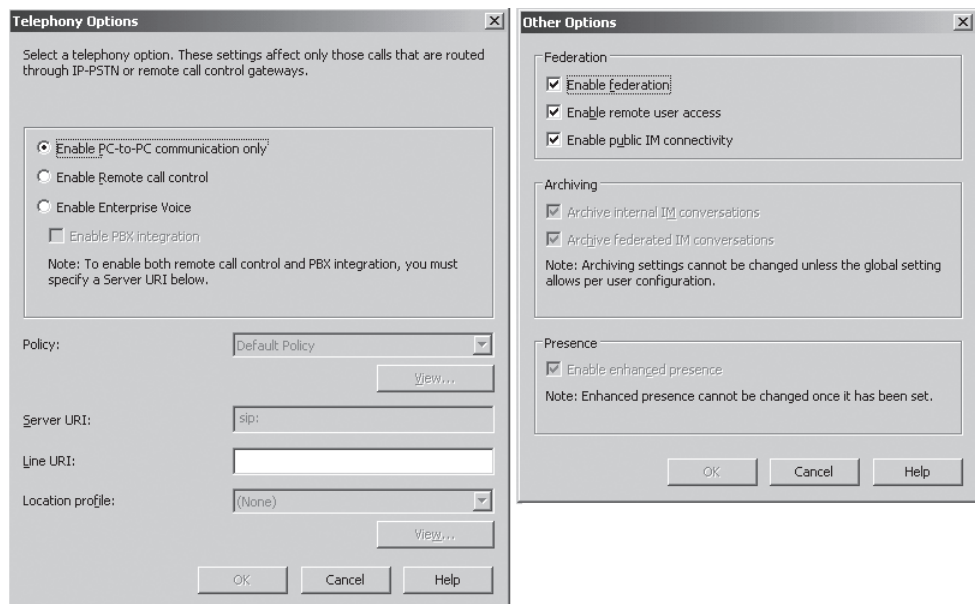 Telephony Options
Select a telephony option. These settings affect only those calls that are routed
through IP-PSTN or remote call control gateways.
Enable PC-to-PC communication only
Enable Remote call control
Enable Enterprise Voice
Enable PBX integration
Note: To enable both remote call control and PBX integration, you must
specify a Server URI below.
Policy:
Default Policy
View...
Server URI:
sip:
Line URI:
Location profile:
(None)
View...
OK
Cancel
Help
Other Options
Federation
Enable federation
Enable remote user access
Enable public IM connectivity
Archiving
Archive internal IM conversations
Archive federated IM conversations
Note: Archiving settings cannot be changed unless the global setting
allows per user configuration.
Presence
Enable enhanced presence
Note: Enhanced presence cannot be changed once it has been set.
OK
Cancel
Help